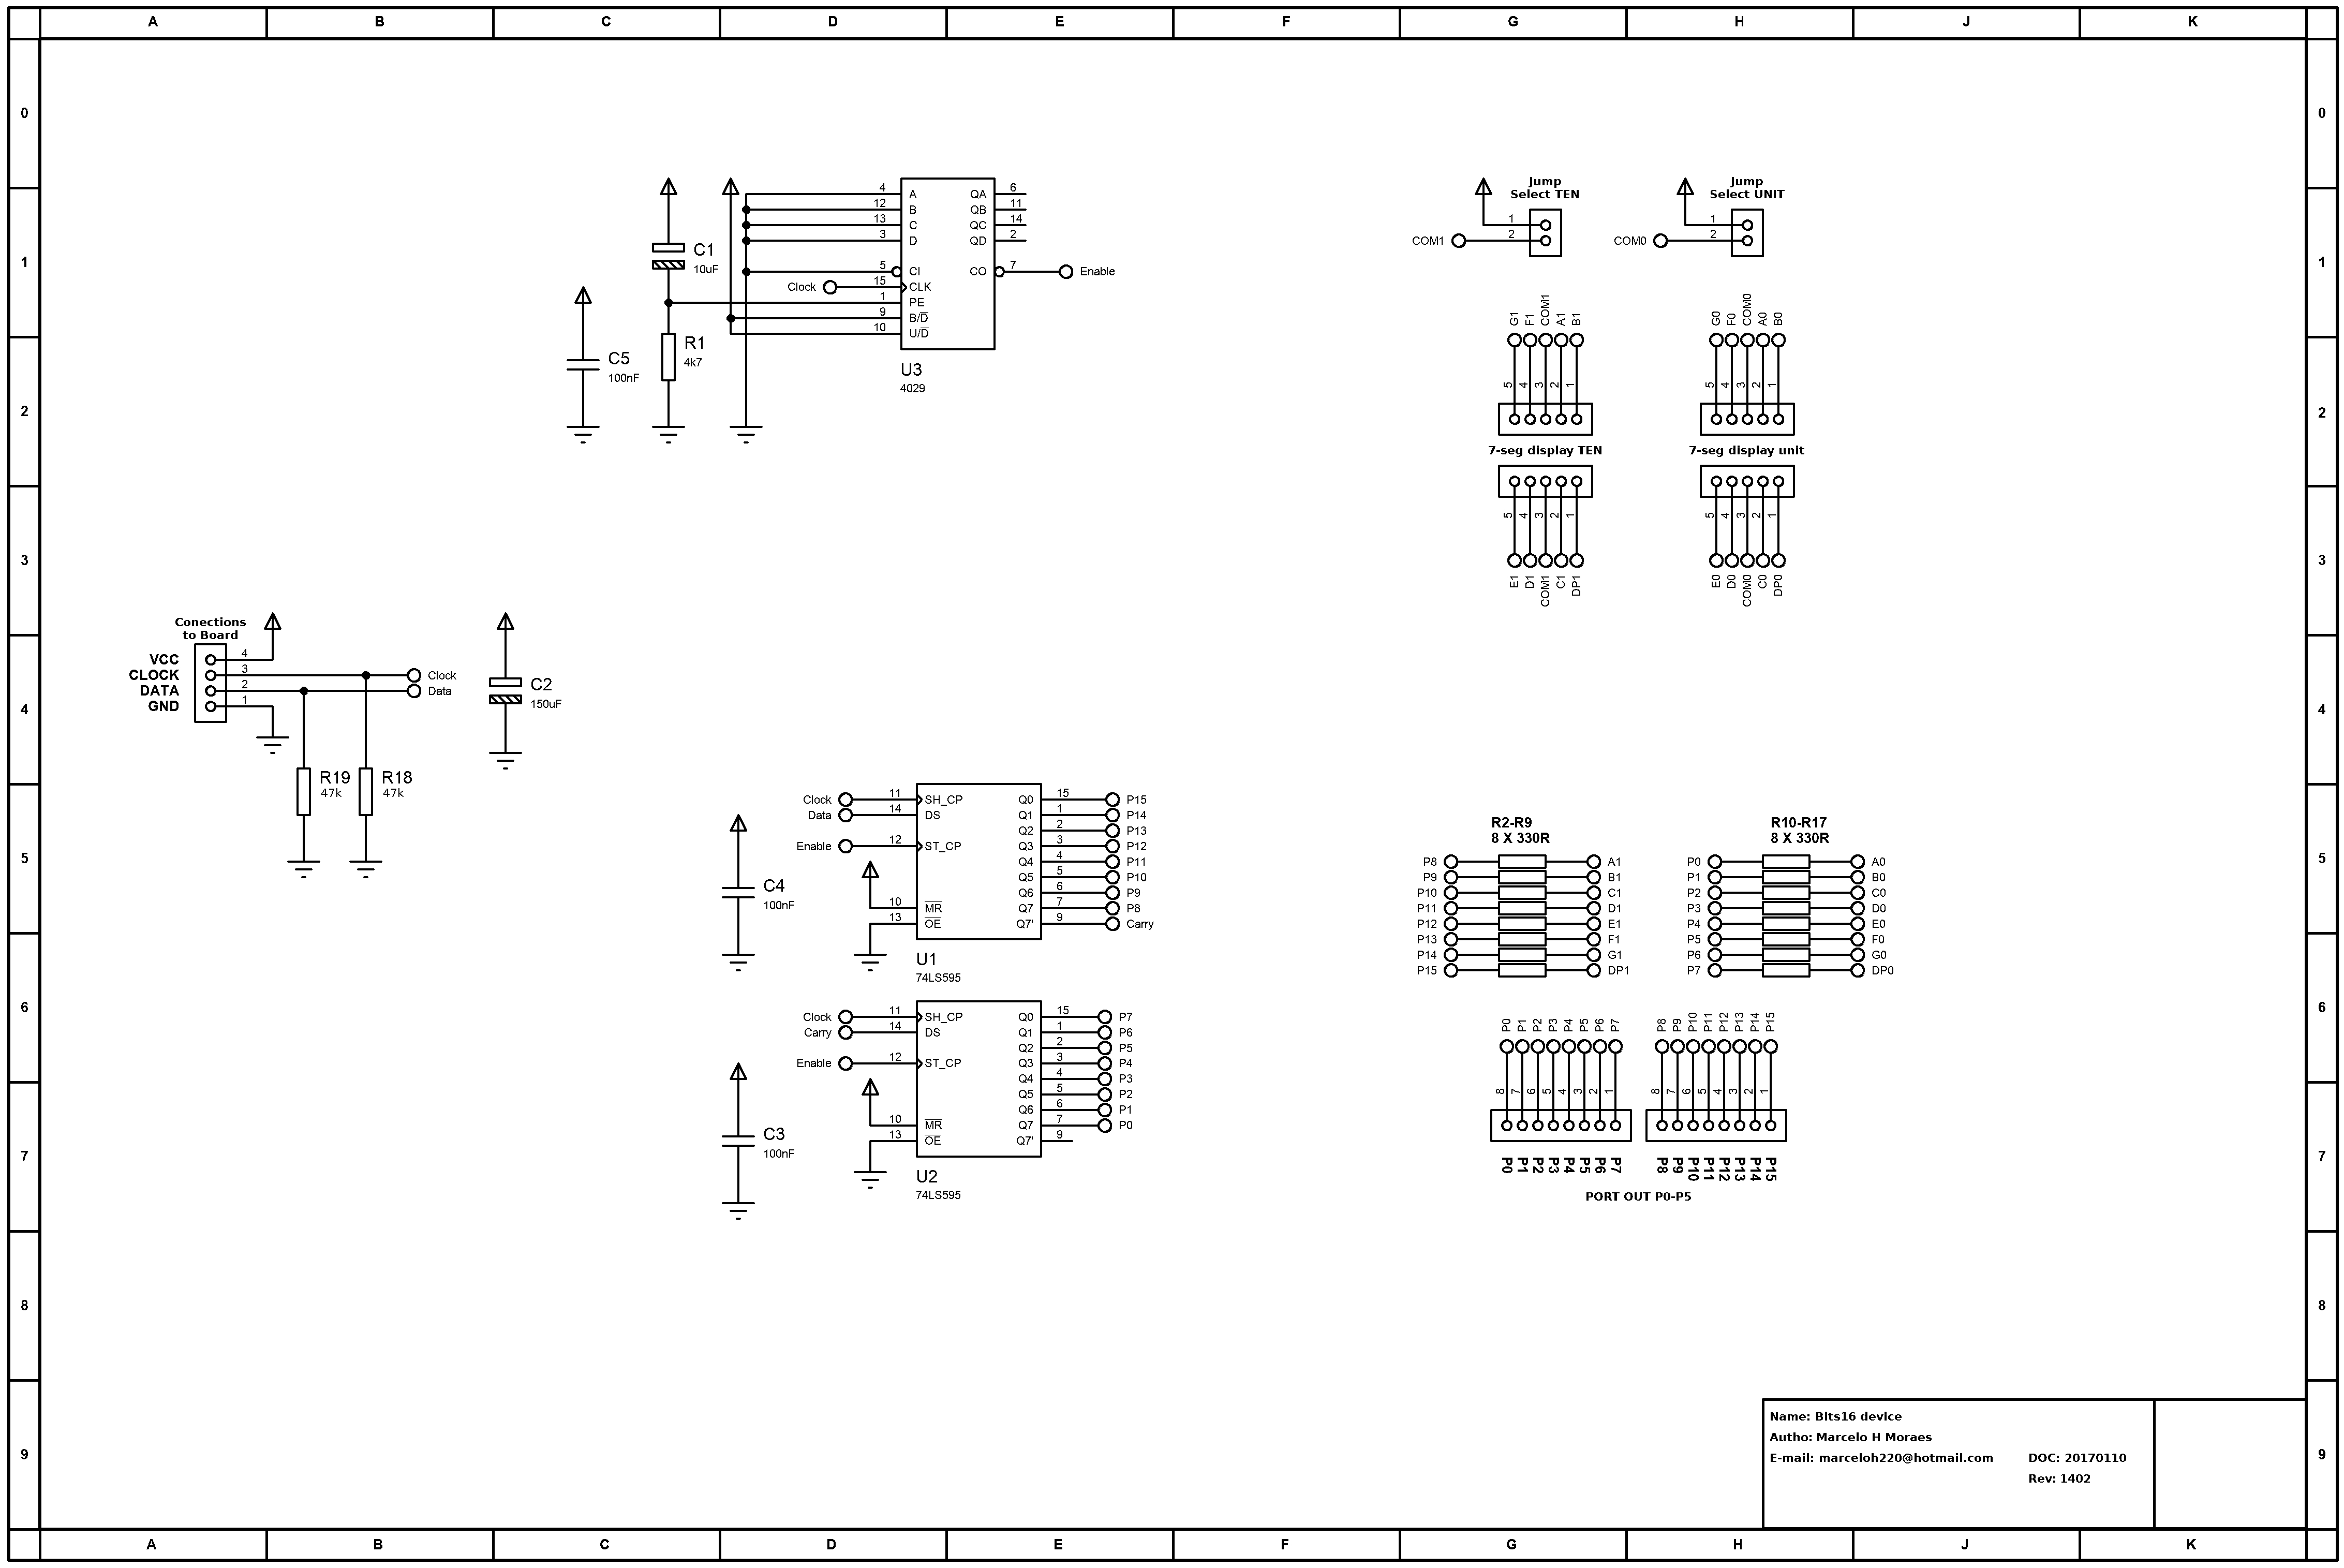 A B C D E F G H J K
0 0
1 1
2 2
3 3
4 4
5 5
6 6
7 7
8 8
9 9
C1
10uF
C5
100nF
R1
4k7
Clock
4 A QA 6
12 B QB 11
13 C QC 14
3 D QD 2
5 CI CO 7 Enable
15 CLK
1 PE
9 B/D
10 U/D
U3
4029
Jump
Select TEN
1
COM1 2
Jump
Select UNIT
1
COM0 2
G1 F1 COM1 A1 B1
5 4 3 2 1
7-seg display TEN
5 4 3 2 1
E1 D1 COM1 C1 DP1
G0 F0 COM0 A0 B0
5 4 3 2 1
7-seg display unit
5 4 3 2 1
E0 D0 COM0 C0 DP0
Conections
to Board
VCC 4
CLOCK 3 Clock
DATA 2 Data
GND 1
R19
47k
R18
47k
C2
150uF
C4
100nF
Clock 11 SH_CP Q0 15 P15
Data 14 DS Q1 1 P14
Q2 2 P13
Enable 12 ST_CP Q3 3 P12
Q4 4 P11
Q5 5 P10
Q6 6 P9
10 MR Q7 7 P8
13 OE Q7' 9 Carry
U1
74LS595
C3
100nF
Clock 11 SH_CP Q0 15 P7
Carry 14 DS Q1 1 P6
Q2 2 P5
Enable 12 ST_CP Q3 3 P4
Q4 4 P3
Q5 5 P2
Q6 6 P1
10 MR Q7 7 P0
13 OE Q7' 9
U2
74LS595
R2-R9
8 X 330R
P8 A1
P9 B1
P10 C1
P11 D1
P12 E1
P13 F1
P14 G1
P15 DP1
R10-R17
8 X 330R
P0 A0
P1 B0
P2 C0
P3 D0
P4 E0
P5 F0
P6 G0
P7 DP0
P0 P1 P2 P3 P4 P5 P6 P7
8 7 6 5 4 3 2 1
P0 P1 P2 P3 P4 P5 P6 P7
P8 P9 P10 P11 P12 P13 P14 P15
8 7 6 5 4 3 2 1
P8 P9 P10 P11 P12 P13 P14 P15
PORT OUT P0-P5
Name: Bits16 device
Autho: Marcelo H Moraes
E-mail: marceloh220@hotmail.com DOC: 20170110
Rev: 1402
A B C D E F G H J K